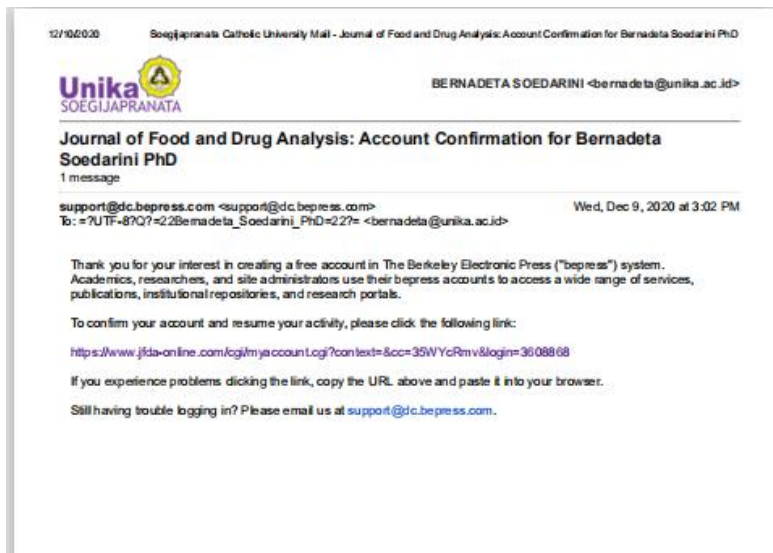 12/10/2020 Soegijapranata Catholic University Mail - Journal of Food and Drug Analysis: Account Confirmation for Bernadeta Soedarini PhD
Unika
SOEGIJAPRANATA
BERNADETA SOEDARINI <bernadeta@unika.ac.id>
Journal of Food and Drug Analysis: Account Confirmation for Bernadeta
Soedarini PhD
1 message
support@dc.bepress.com <support@dc.bepress.com> Wed, Dec 9, 2020 at 3:02 PM
To: =?UTF-8?Q?=22Bernadeta_Soedarini_PhD=22?= <bernadeta@unika.ac.id>
Thank you for your interest in creating a free account in The Berkeley Electronic Press ("bepress") system.
Academics, researchers, and site administrators use their bepress accounts to access a wide range of services,
publications, institutional repositories, and research portals.
To confirm your account and resume your activity, please click the following link:
https://www.jfda-online.com/cgi/myaccount.cgi?context=&cc=35WYcRmv&login=3608868
If you experience problems clicking the link, copy the URL above and paste it into your browser.
Still having trouble logging in? Please email us at support@dc.bepress.com.